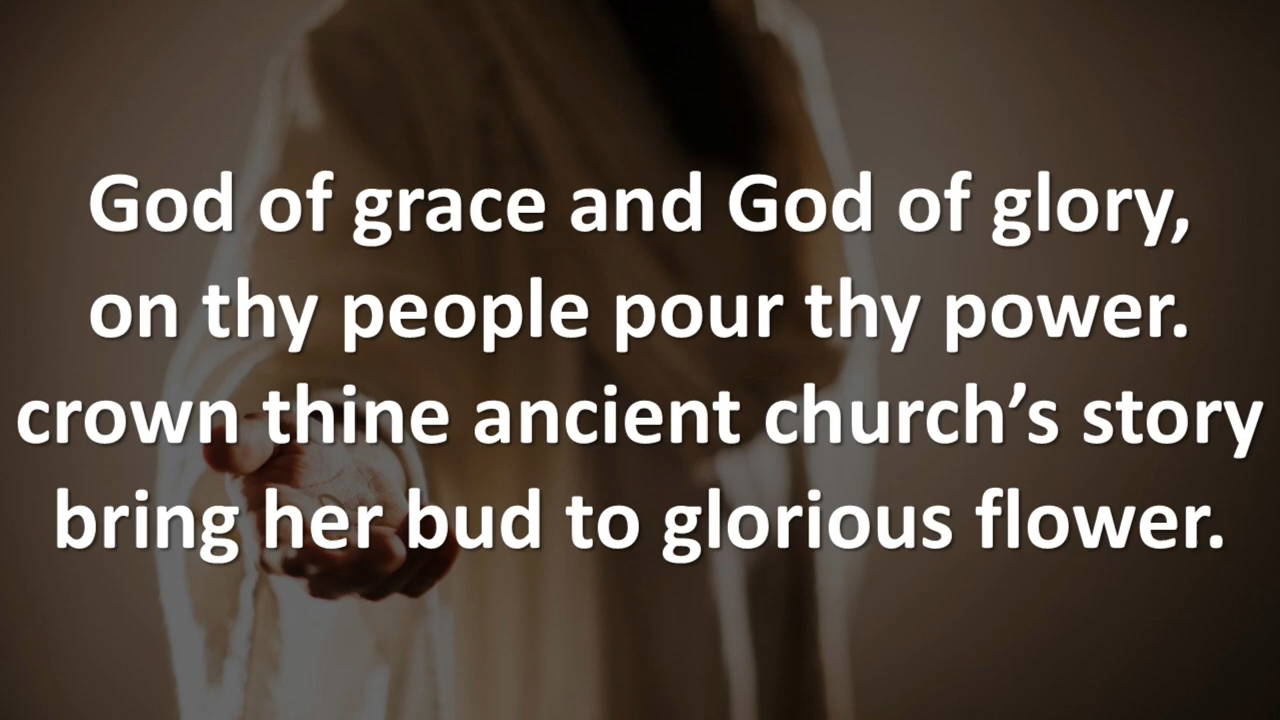 God of grace and God of glory,
on thy people pour thy power.
crown thine ancient church’s story
bring her bud to glorious flower.